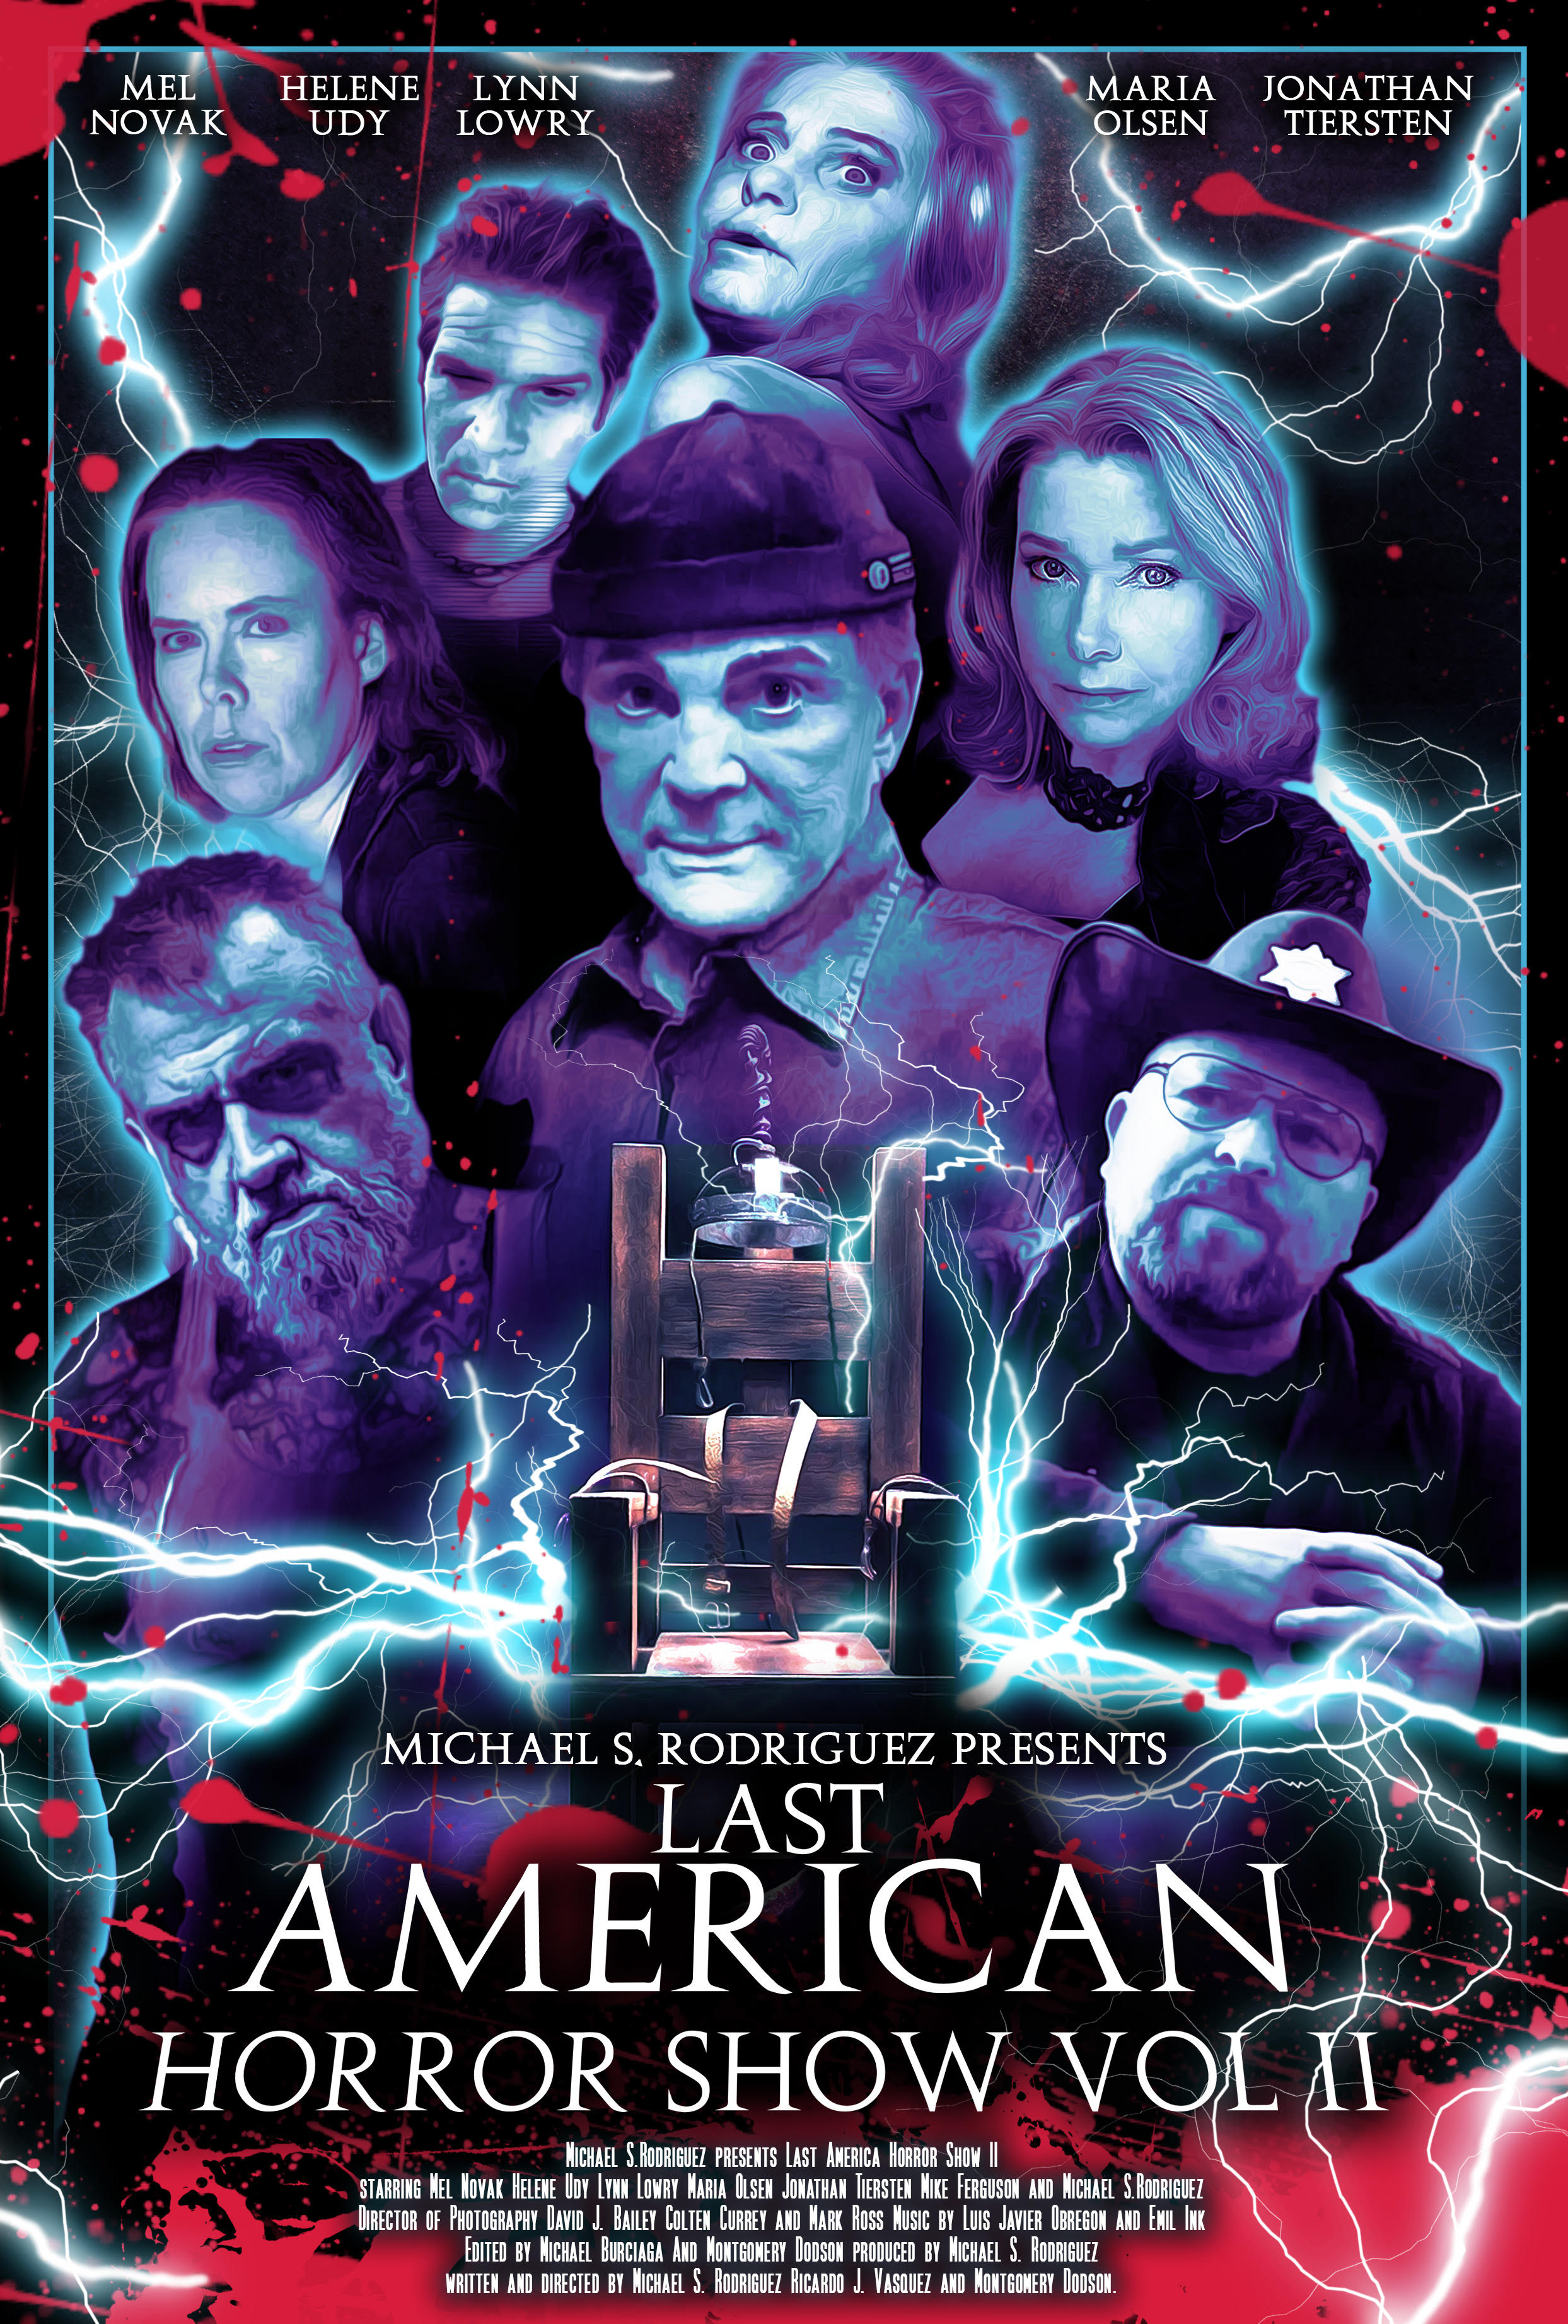 MEL NOVAK
HELENE UDY
LYNN LOWRY
MARIA OLSEN
JONATHAN TIERSTEN
MICHAEL S. RODRIGUEZ PRESENTS
LAST
AMERICAN
HORROR SHOW VOL II
MICHAEL S.RODRIGUEZ PRESENTS LAST AMERICA HORROR SHOW II
STARRING MEL NOVAK HELENE UDY LYNN LOWRY MARIA OLSEN JONATHAN TIERSTEN MIKE FERGUSON AND MICHAEL S.RODRIGUEZ
DIRECTOR OF PHOTOGRAPHY DAVID J. BAILEY COLTEN CURREY AND MARK ROSS MUSIC BY LUIS JAVIER OBREGON AND EMIL INK
EDITED BY MICHAEL BURCIAGA AND MONTGOMERY DODSON PRODUCED BY MICHAEL S. RODRIGUEZ
WRITTEN AND DIRECTED BY MICHAEL S. RODRIGUEZ RICARDO J. VASQUEZ AND MONTGOMERY DODSON.